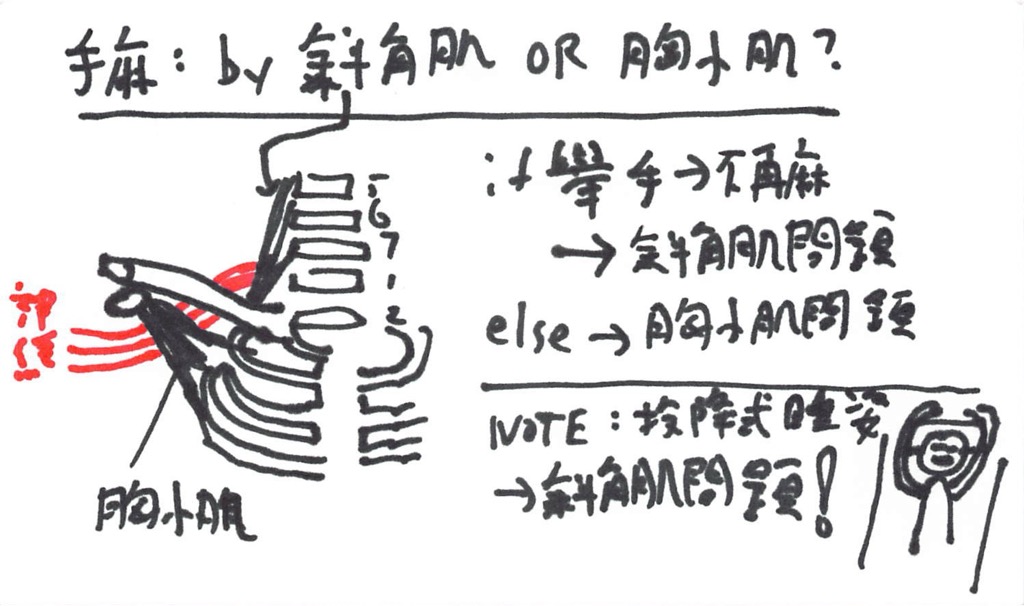 手麻：by 斜角肌 OR 胸小肌？
if 舉手→不再麻
→斜角肌問題
else→胸小肌問題
5
6
7
1
2
神經
胸小肌
NOTE：投降式睡姿
→斜角肌問題！